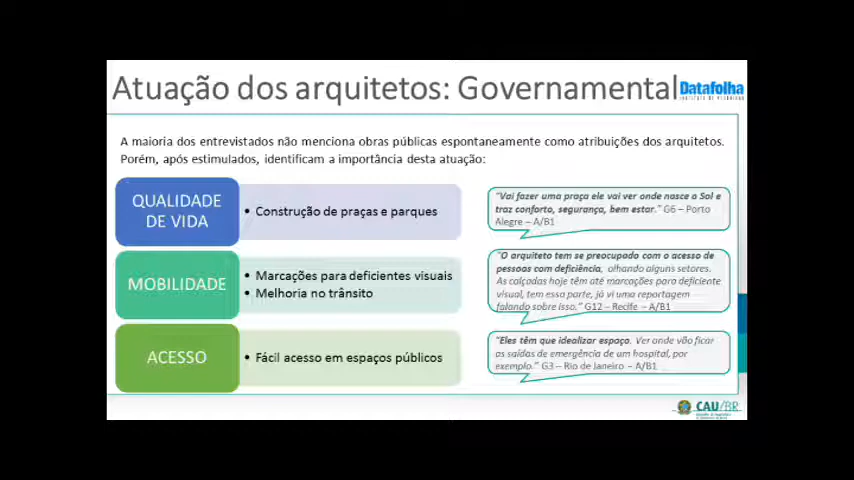 Atuação dos arquitetos: Governamental
Datafolha
INSTITUTO DE PESQUISAS
A maioria dos entrevistados não menciona obras públicas espontaneamente como atribuições dos arquitetos.
Porém, após estimulados, identificam a importância desta atuação:
QUALIDADE
DE VIDA
• Construção de praças e parques
"Vai fazer uma praça ele vai ver onde nasce a Sol e
traz conforto, segurança, bem estar." G6 – Porto
Alegre – A/B1
MOBILIDADE
• Marcações para deficientes visuais
• Melhoria no trânsito
"O arquiteto tem se preocupado com o acesso de
pessoas com deficiência, olhando alguns setores.
As calçadas hoje têm até marcações para deficiente
visual, tem essa parte, já vi uma reportagem
falando sobre isso." G12 – Recife – A/B1
ACESSO
• Fácil acesso em espaços públicos
"Eles têm que idealizar espaço. Ver onde vão ficar
as saídas de emergência de um hospital, por
exemplo." G3 – Rio de Janeiro – A/B1
CAU/BR